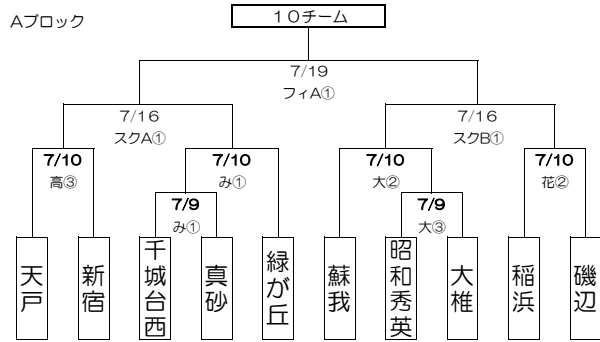 Aブロック
10チーム
7/19
フィA①
7/16
スクA①
7/16
スクB①
7/10
高③
7/10
み①
7/10
大②
7/10
花②
7/9
み①
7/9
大③
天戸
新宿
千城台西
真砂
緑が丘
蘇我
昭和秀英
大椎
稲浜
磯辺